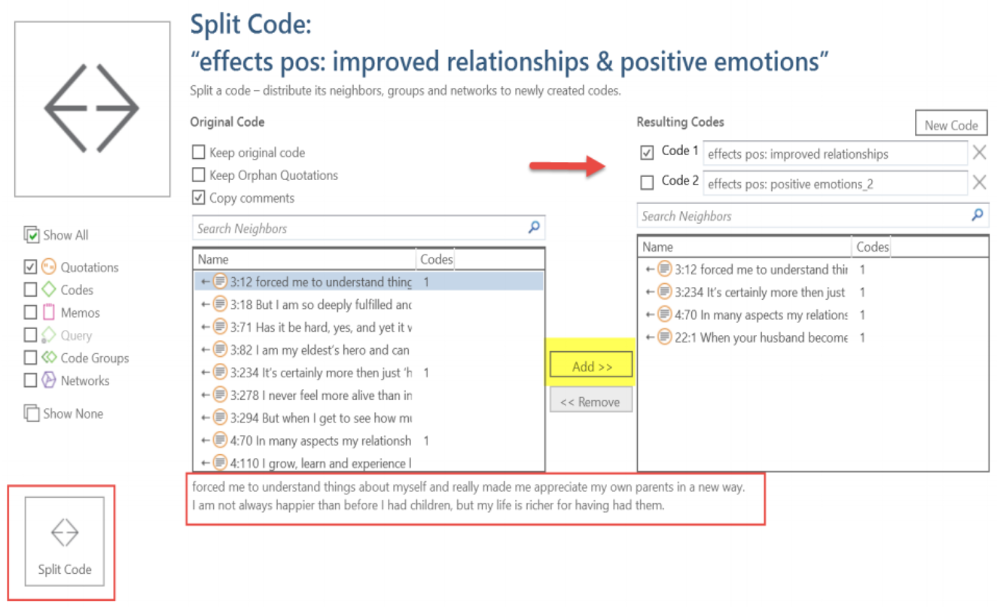 Split Code:
“effects pos: improved relationships & positive emotions”
Split a code – distribute its neighbors, groups and networks to newly created codes.
Original Code
Keep original code
Keep Orphan Quotations
Copy comments
Search Neighbors
Name Codes
3:12 forced me to understand thing 1
3:18 But I am so deeply fulfilled and
3:71 Has it be hard, yes, and yet it w
3:82 I am my eldest's hero and can
3:234 It's certainly more then just 'h 1
3:278 I never feel more alive than in
3:294 But when I get to see how mu
4:70 In many aspects my relationsh 1
4:110 I grow, learn and experience l
Add >>
<< Remove
Resulting Codes
New Code
Code 1 effects pos: improved relationships
Code 2 effects pos: positive emotions_2
Search Neighbors
Name Codes
3:12 forced me to understand thin 1
3:234 It's certainly more then just 1
4:70 In many aspects my relations 1
22:1 When your husband become 1
Show All
Quotations
Codes
Memos
Query
Code Groups
Networks
Show None
forced me to understand things about myself and really made me appreciate my own parents in a new way.
I am not always happier than before I had children, but my life is richer for having had them.
Split Code